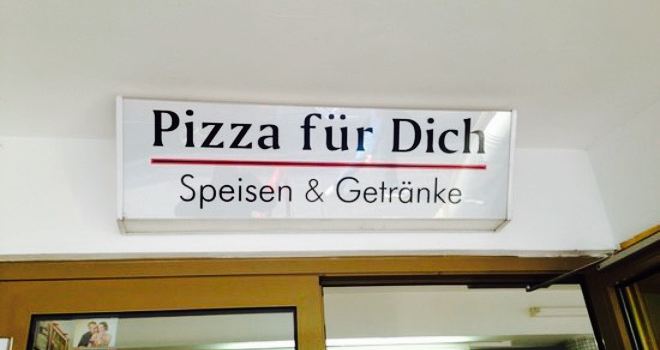 Pizza für Dich
Speisen & Getränke